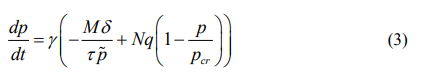 dp/dt = γ(−Mδ/(τp̃) + Nq(1 − p/p_cr)) (3)